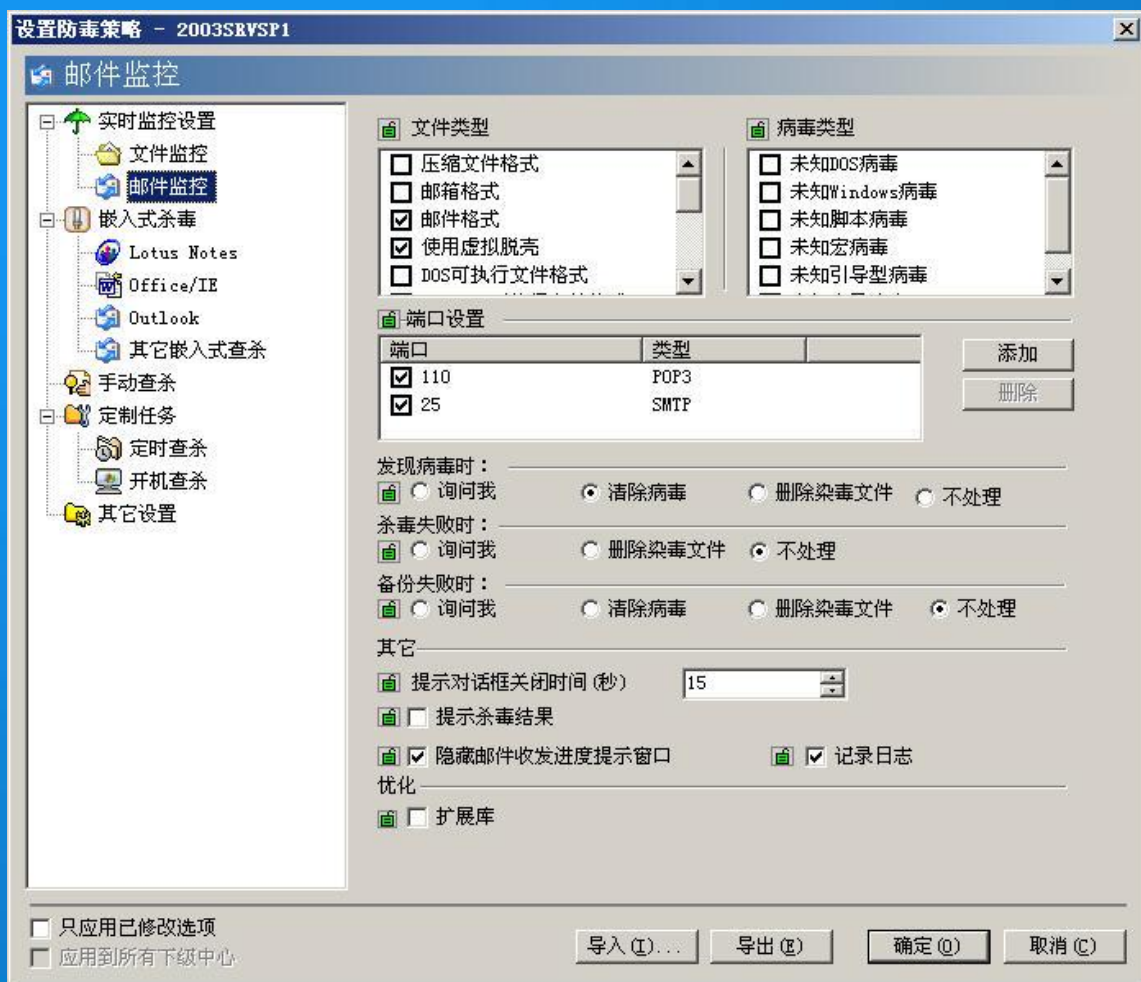 设置防毒策略 - 2003SRVSP1
邮件监控
实时监控设置
文件监控
邮件监控
嵌入式杀毒
Lotus Notes
Office/IE
Outlook
其它嵌入式查杀
手动查杀
定制任务
定时查杀
开机查杀
其它设置
文件类型
压缩文件格式
邮箱格式
邮件格式
使用虚拟脱壳
DOS可执行文件格式
病毒类型
未知DOS病毒
未知Windows病毒
未知脚本病毒
未知宏病毒
未知引导型病毒
端口设置
端口 类型
110 POP3
25 SMTP
添加
删除
发现病毒时：
询问我 清除病毒 删除染毒文件 不处理
杀毒失败时：
询问我 删除染毒文件 不处理
备份失败时：
询问我 清除病毒 删除染毒文件 不处理
其它
提示对话框关闭时间(秒) 15
提示杀毒结果
隐藏邮件收发进度提示窗口 记录日志
优化
扩展库
只应用已修改选项
应用到所有下级中心
导入(I)... 导出(E) 确定(O) 取消(C)